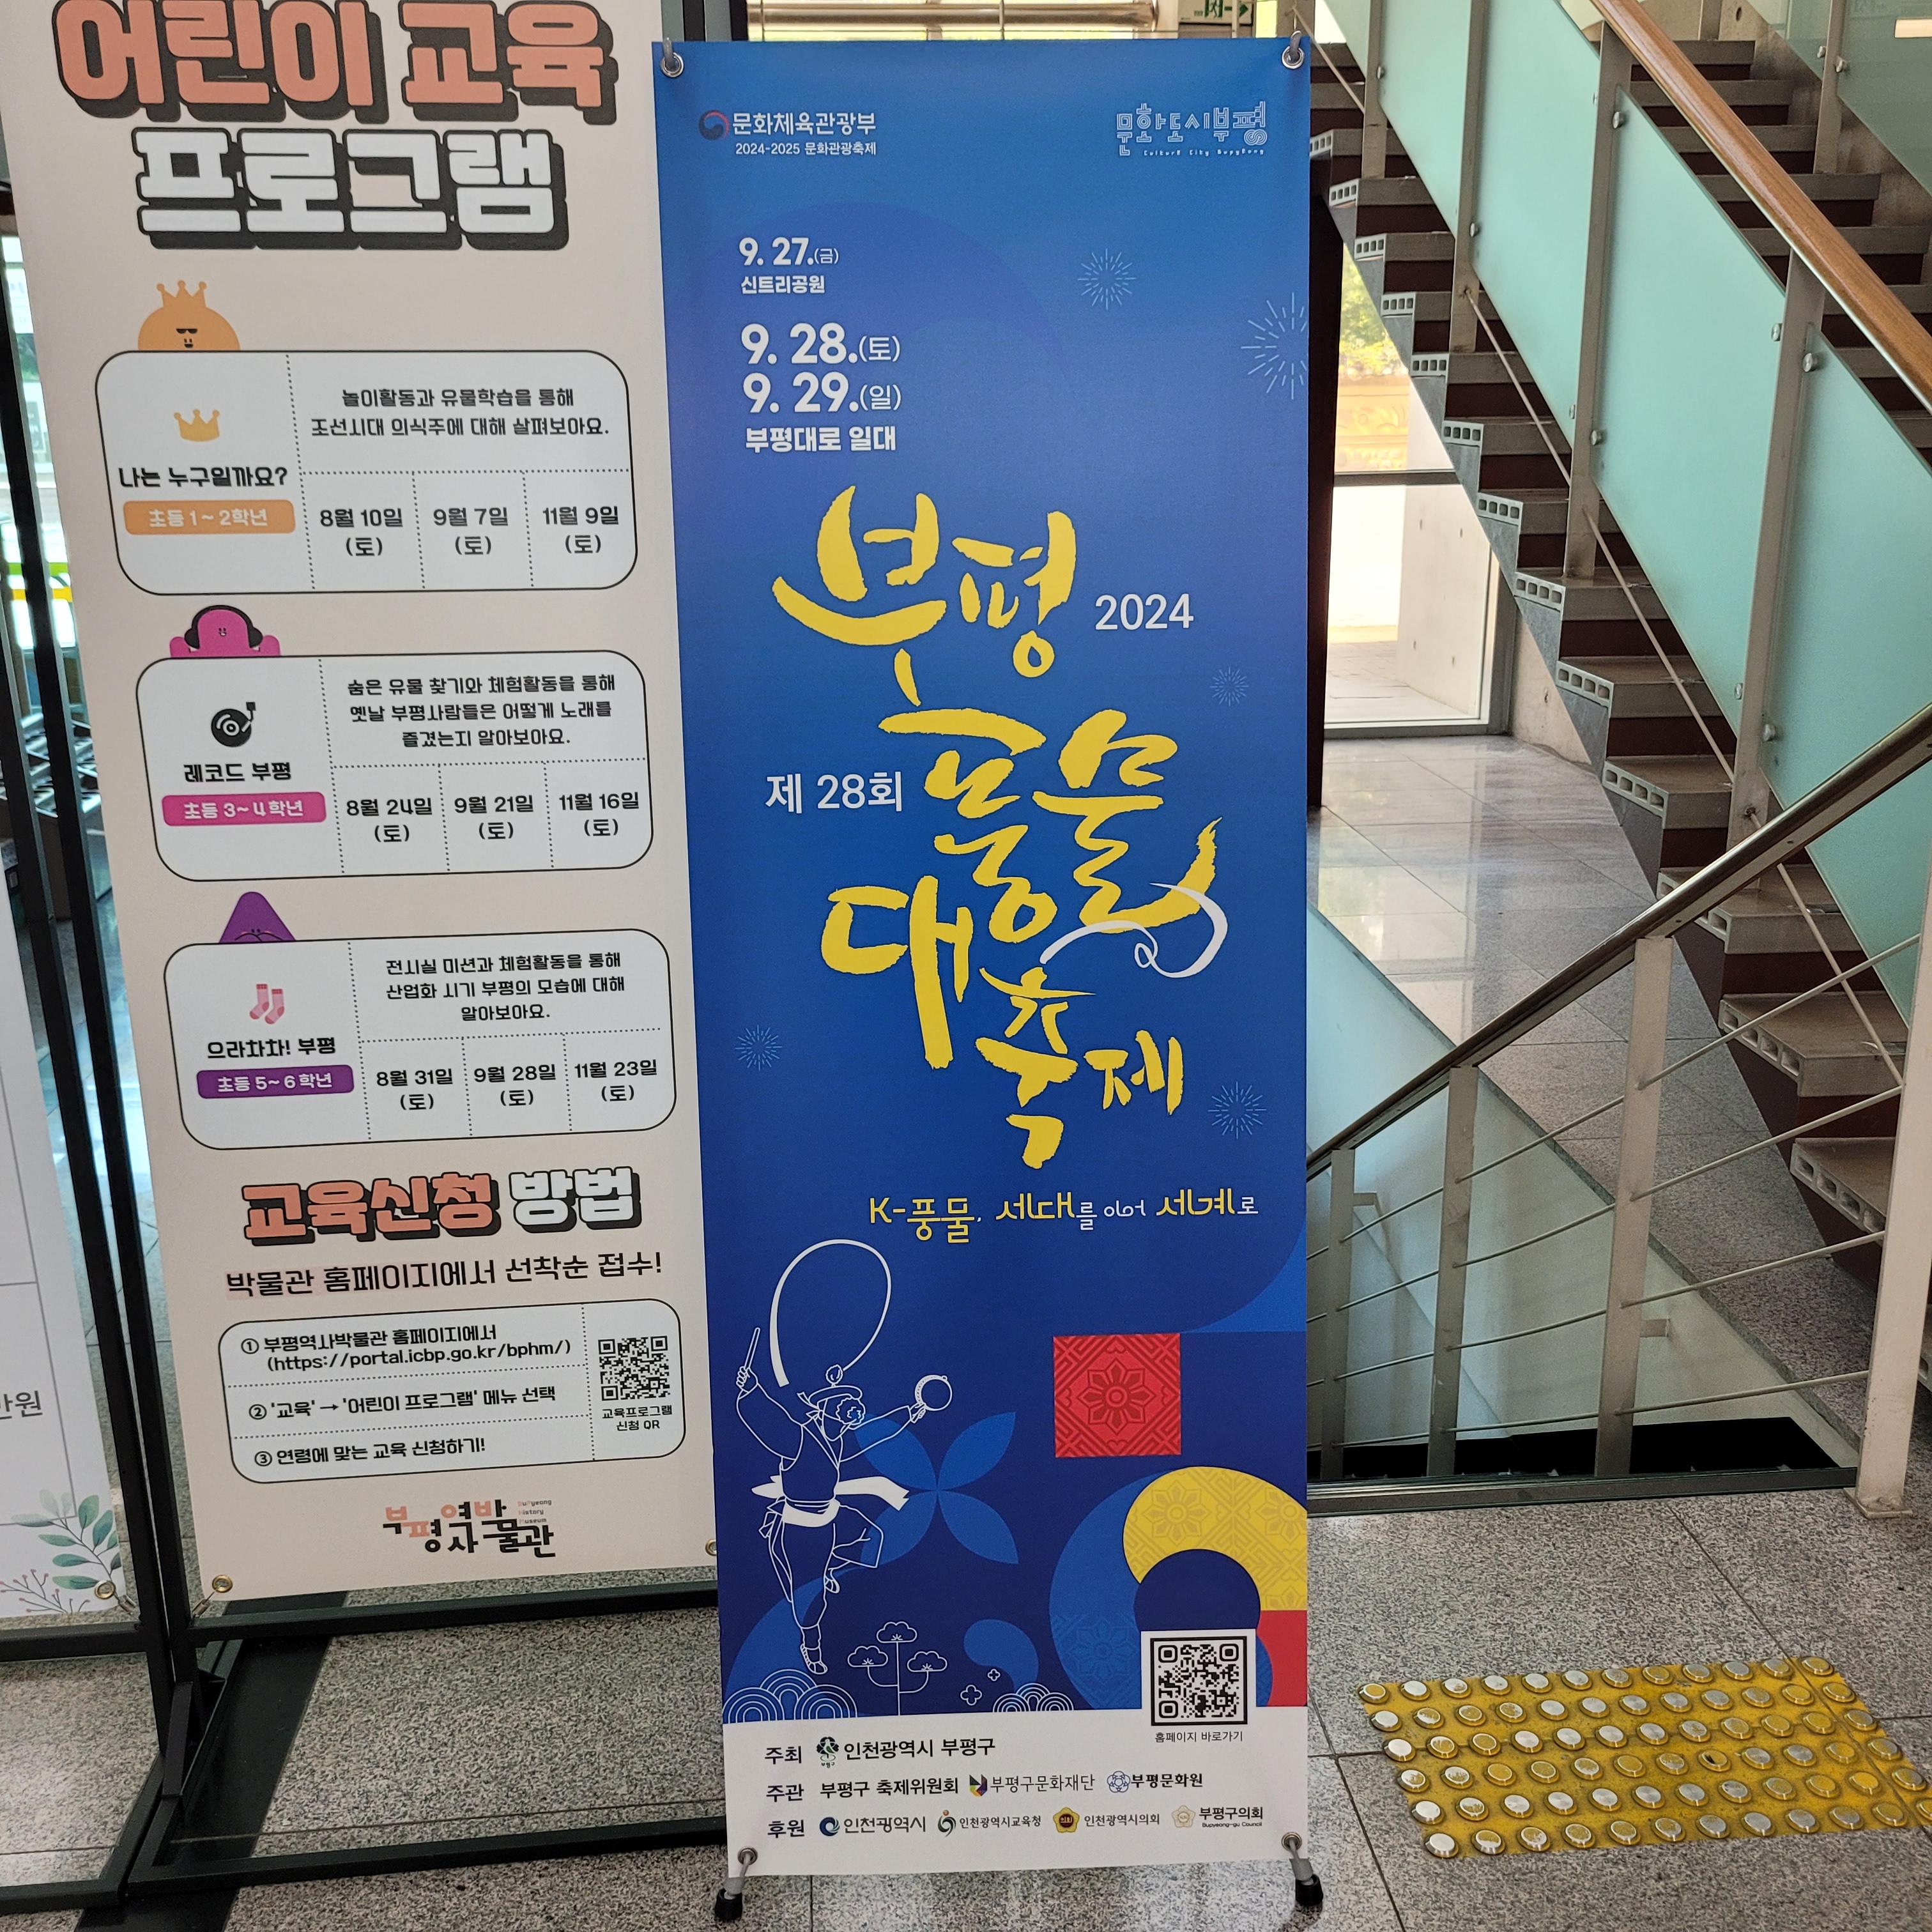 어린이 교육
프로그램
나는 누구일까요?
초등 1~2학년
놀이활동과 유물학습을 통해
조선시대 의식주에 대해 살펴보아요.
8월 10일
(토)
9월 7일
(토)
11월 9일
(토)
레코드 부평
초등 3~4학년
숨은 유물 찾기와 체험활동을 통해
옛날 부평사람들은 어떻게 노래를
즐겼는지 알아보아요.
8월 24일
(토)
9월 21일
(토)
11월 16일
(토)
으라차차! 부평
초등 5~6학년
전시실 미션과 체험활동을 통해
산업화 시기 부평의 모습에 대해
알아보아요.
8월 31일
(토)
9월 28일
(토)
11월 23일
(토)
교육신청 방법
박물관 홈페이지에서 선착순 접수!
① 부평역사박물관 홈페이지에서
(https://portal.icbp.go.kr/bphm/)
② '교육' → '어린이 프로그램' 메뉴 선택
③ 연령에 맞는 교육 신청하기!
교육프로그램
신청 QR
부평역사박물관
Bupyeong
History
Museum
문화체육관광부
2024-2025 문화관광축제
문화도시부평
Culture City Bupyeong
9. 27.(금)
신트리공원
9. 28.(토)
9. 29.(일)
부평대로 일대
부평 2024
제 28회 풍물
대축제
K-풍물, 세대를 이어 세계로
홈페이지 바로가기
주최 부평구 인천광역시 부평구
주관 부평구 축제위원회 부평구문화재단 부평문화원
후원 인천광역시 인천광역시교육청 인천광역시의회 부평구의회
Bupyeong-gu Council